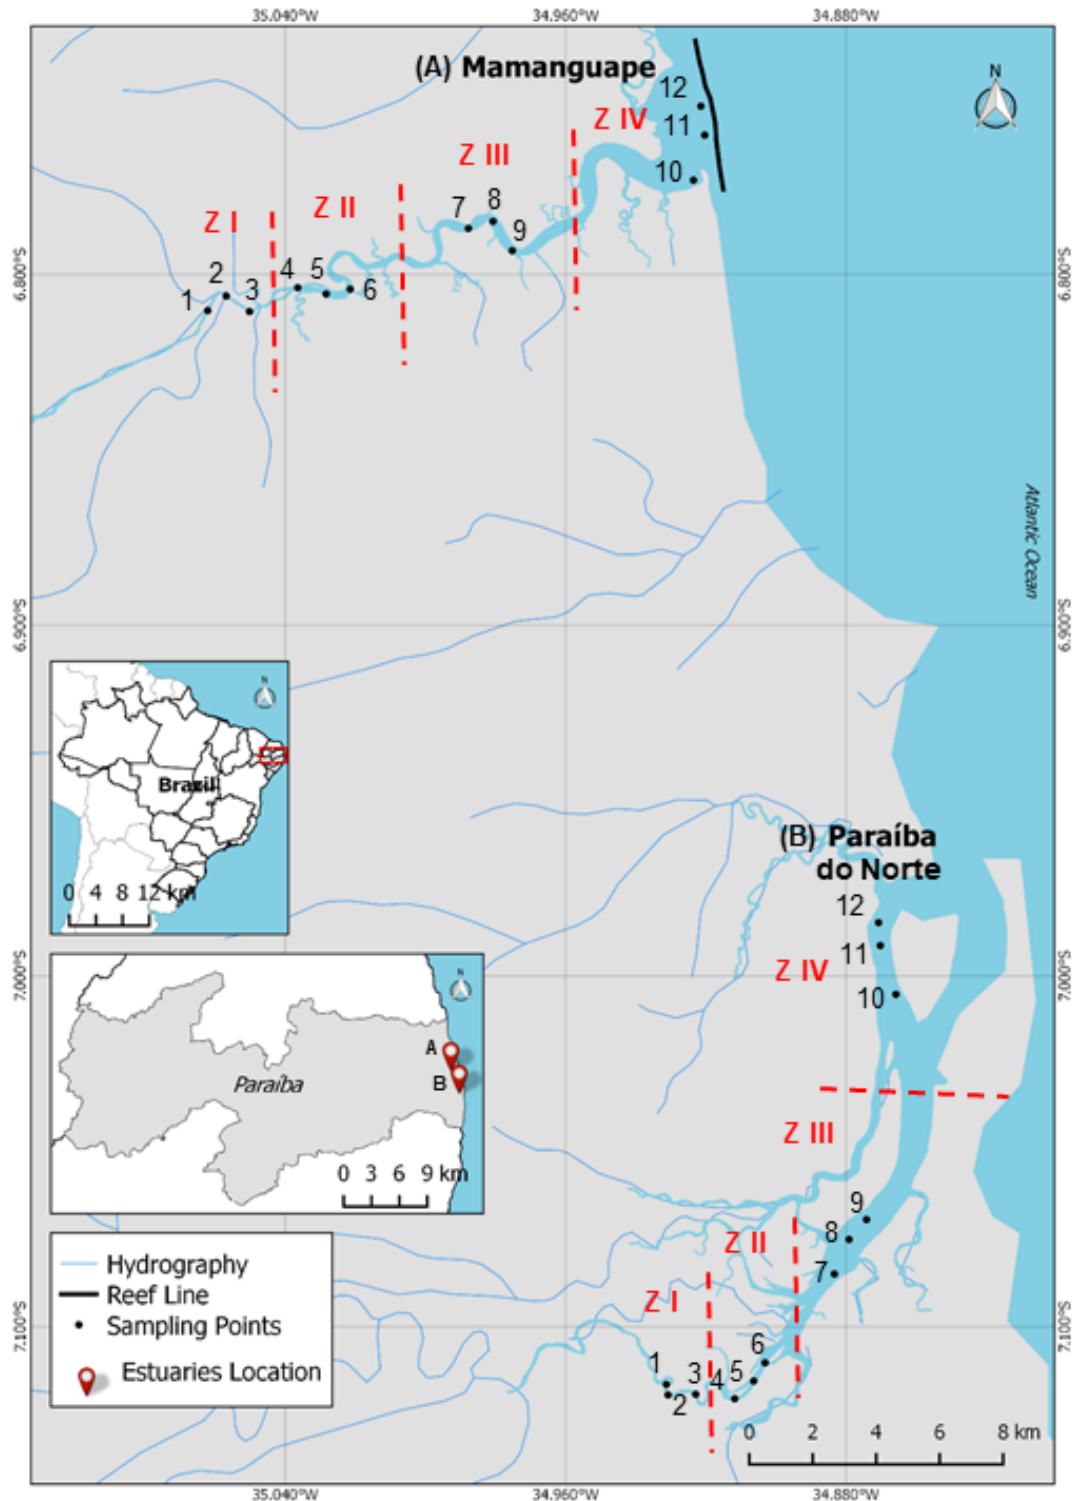 35.040°W 34.960°W 34.880°W
(A) Mamanguape
N
12
Z IV
11
Z III
10
Z II
7 8
9
Z I
6.800°S
6.800°S
4 5 6
2
1 3
Atlantic Ocean
6.900°S
6.900°S
N
Brazil
0 4 8 12 km
(B) Paraíba
do Norte
12
11
Z IV
10
7.000°S
7.000°S
N
A
B
Paraíba
0 3 6 9 km
Z III
9
8
Z II
7
Z I
Hydrography
Reef Line
Sampling Points
Estuaries Location
7.100°S
7.100°S
6
1 3 4 5
2
0 2 4 6 8 km
35.040°W 34.960°W 34.880°W